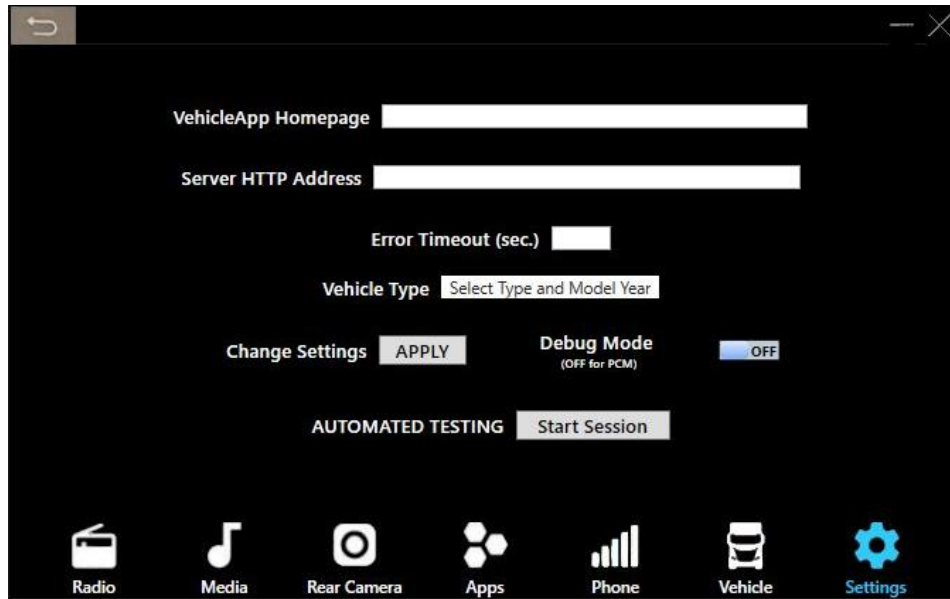 VehicleApp Homepage
Server HTTP Address
Error Timeout (sec.)
Vehicle Type Select Type and Model Year
Change Settings APPLY Debug Mode OFF
(OFF for PCM)
AUTOMATED TESTING Start Session
Radio Media Rear Camera Apps Phone Vehicle Settings